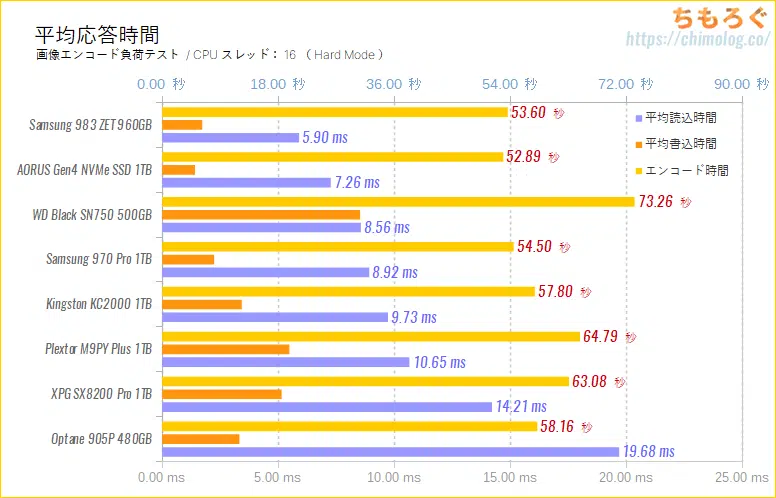 平均応答時間
画像エンコード負荷テスト / CPU スレッド： 16 （ Hard Mode ）
ちもろぐ
https://chimolog.co/
0.00 秒 18.00 秒 36.00 秒 54.00 秒 72.00 秒 90.00 秒
平均読込時間
平均書込時間
エンコード時間
Samsung 983 ZET 960GB
53.60 秒
5.90 ms
AORUS Gen4 NVMe SSD 1TB
52.89 秒
7.26 ms
WD Black SN750 500GB
73.26 秒
8.56 ms
Samsung 970 Pro 1TB
54.50 秒
8.92 ms
Kingston KC2000 1TB
57.80 秒
9.73 ms
Plextor M9PY Plus 1TB
64.79 秒
10.65 ms
XPG SX8200 Pro 1TB
63.08 秒
14.21 ms
Optane 905P 480GB
58.16 秒
19.68 ms
0.00 ms 5.00 ms 10.00 ms 15.00 ms 20.00 ms 25.00 ms